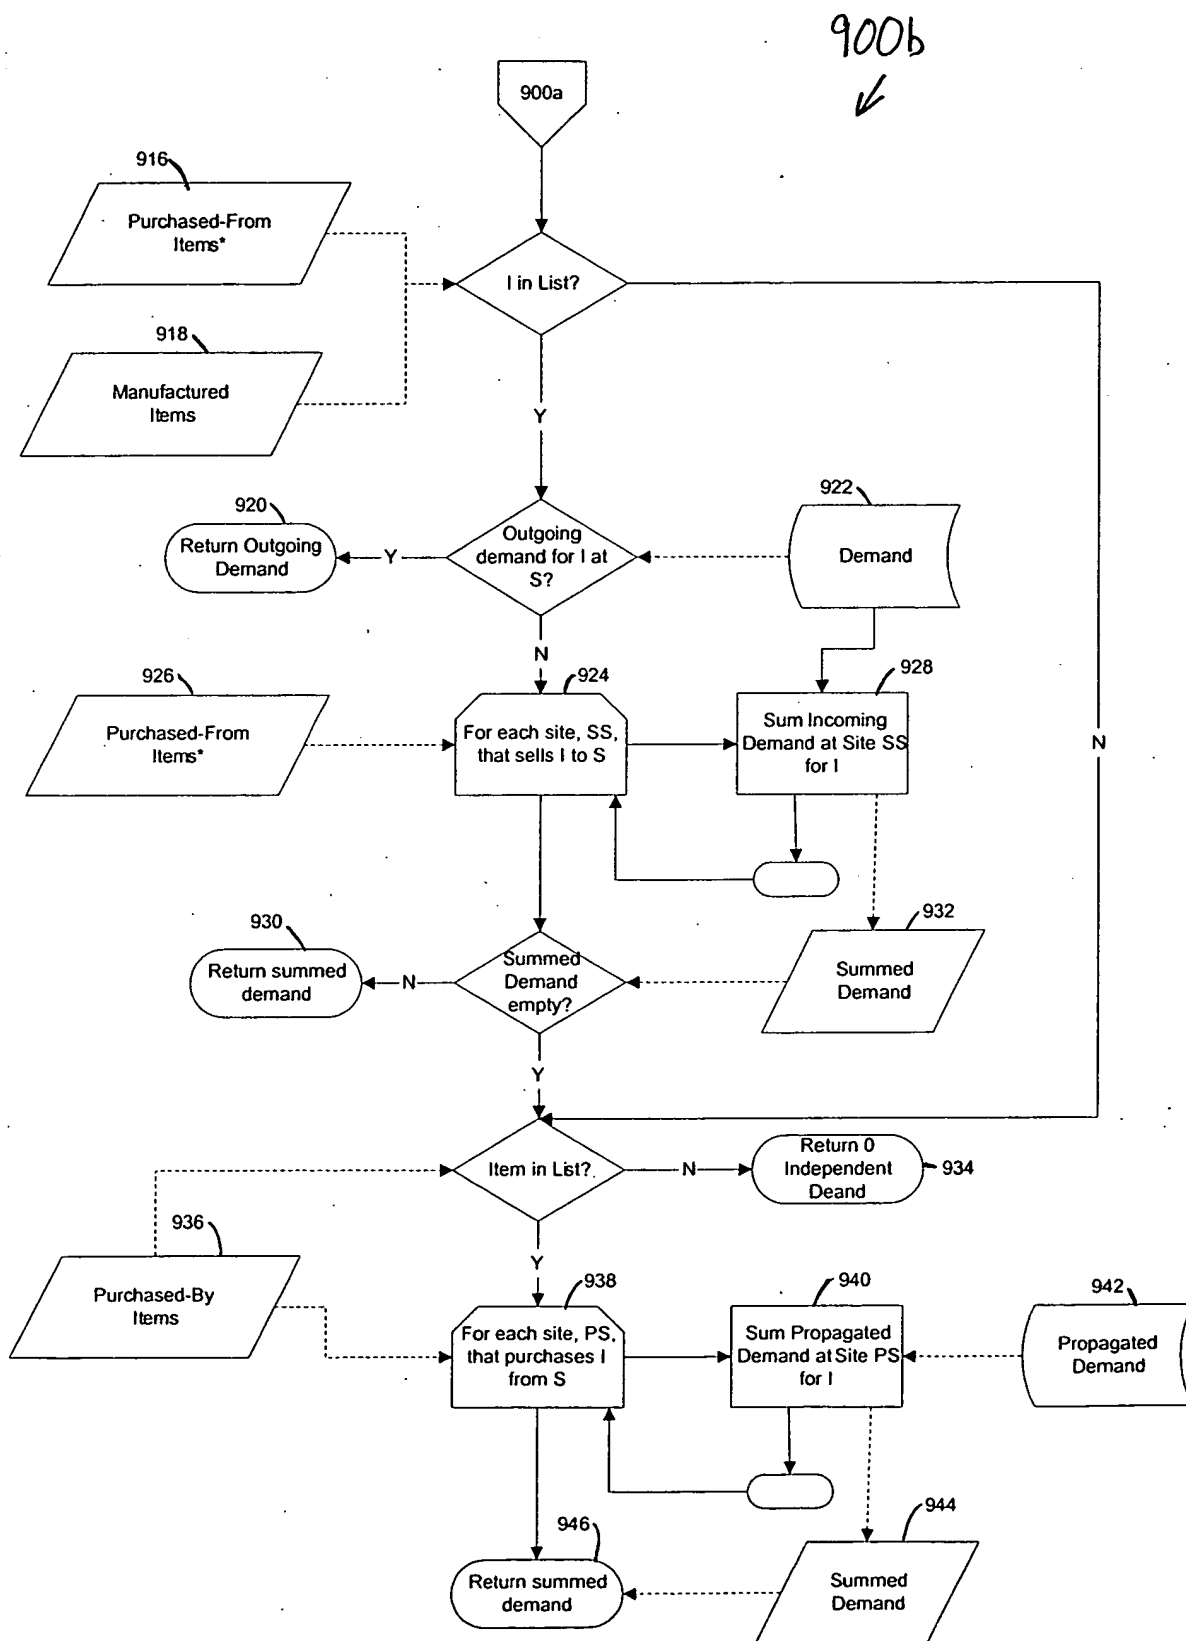 900b
900a
916
Purchased-From
Items*
I in List?
918
Manufactured
Items
Y
920
Return Outgoing
Demand
Y
Outgoing
demand for I at
S?
922
Demand
N
926
Purchased-From
Items*
924
For each site, SS,
that sells I to S
928
Sum Incoming
Demand at Site SS
for I
N
930
Return summed
demand
N
Summed
Demand
empty?
932
Summed
Demand
Y
Item in List?
N
Return 0
Independent
Deand
934
936
Purchased-By
Items
Y
938
For each site, PS,
that purchases I
from S
940
Sum Propagated
Demand at Site PS
for I
942
Propagated
Demand
946
Return summed
demand
944
Summed
Demand